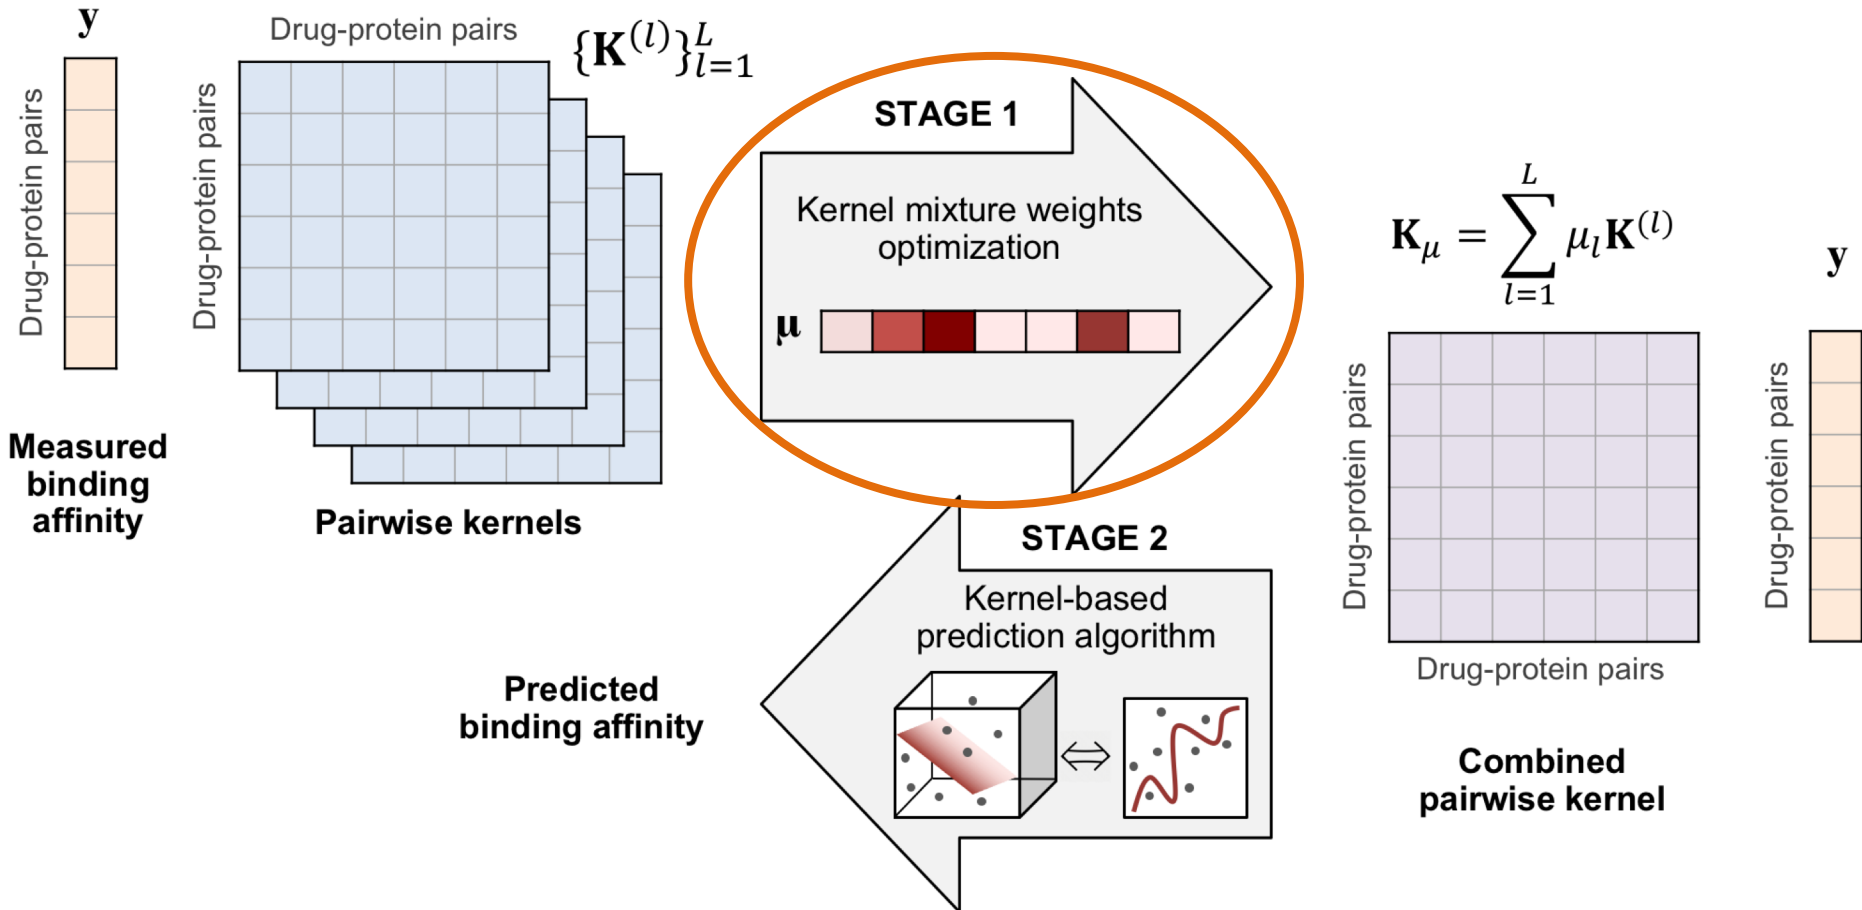 y
Drug-protein pairs
Drug-protein pairs
Drug-protein pairs
{K^{(l)}}_{l=1}^{L}
Measured
binding
affinity
Pairwise kernels
STAGE 1
Kernel mixture weights
optimization
μ
K_μ = \sum_{l=1}^{L} μ_l K^{(l)}
y
Drug-protein pairs
Drug-protein pairs
Drug-protein pairs
Combined
pairwise kernel
STAGE 2
Kernel-based
prediction algorithm
Predicted
binding affinity